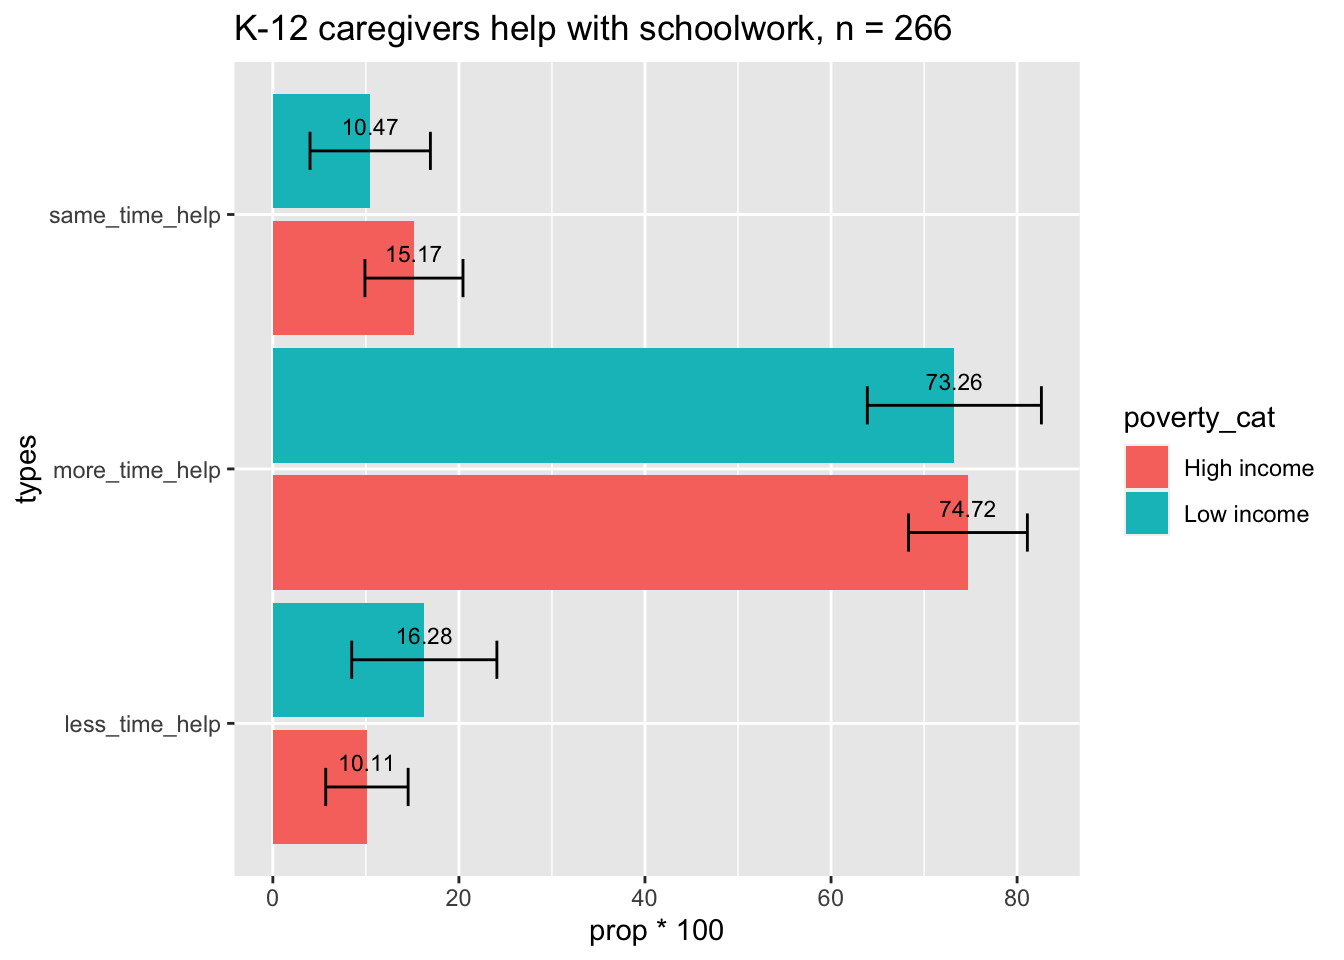 K-12 caregivers help with schoolwork, n = 266
10.47
same_time_help
15.17
73.26
more_time_help
74.72
16.28
less_time_help
10.11
types
0 20 40 60 80
prop * 100
poverty_cat
High income
Low income